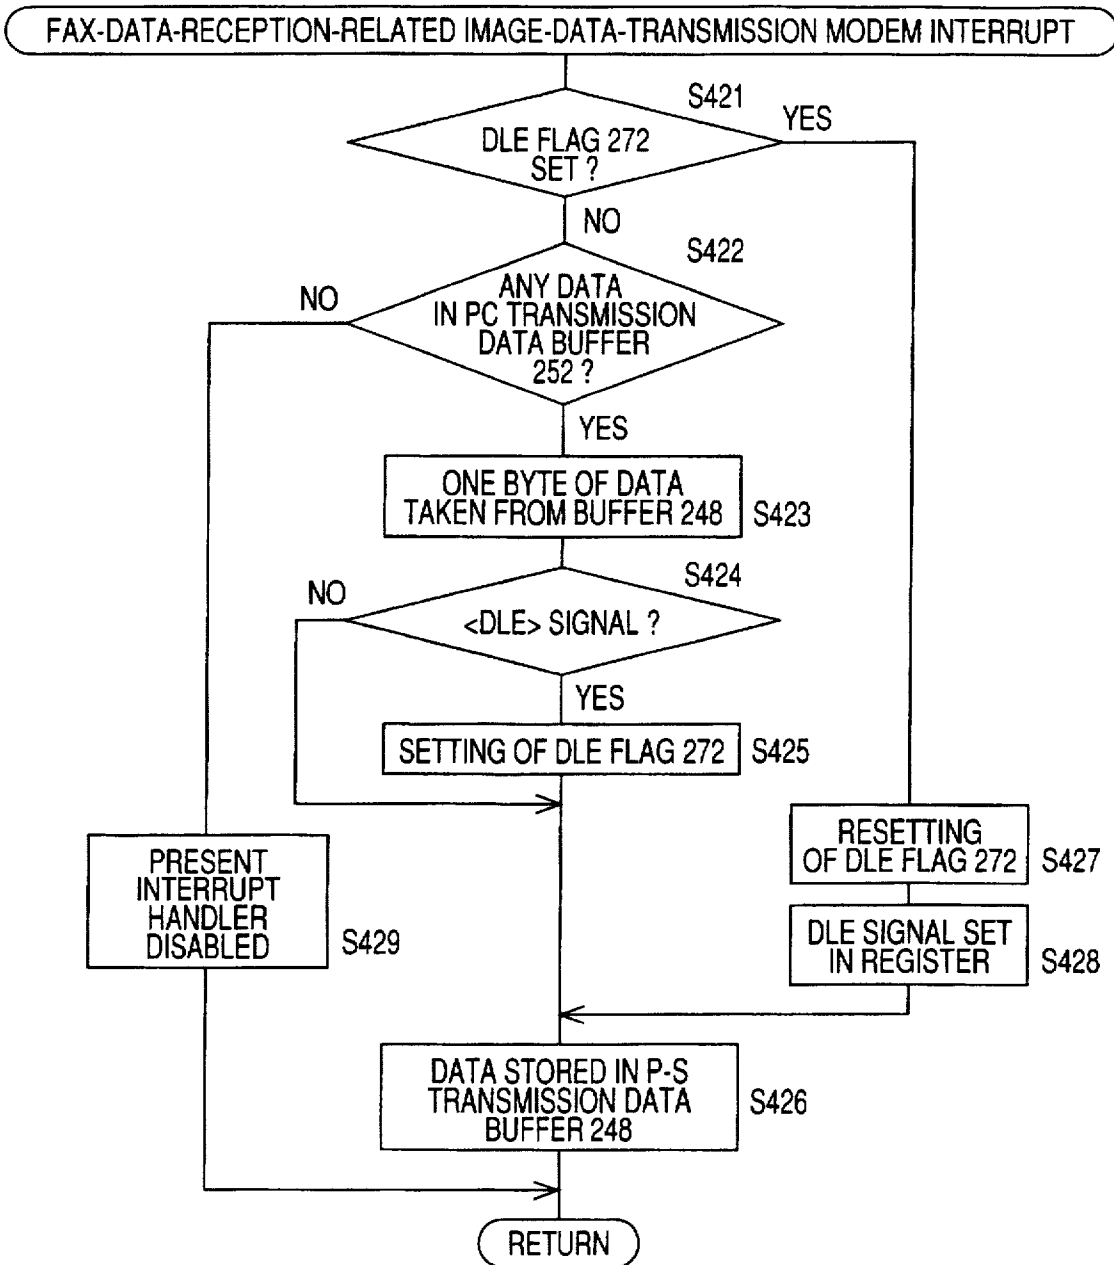 FAX-DATA-RECEPTION-RELATED IMAGE-DATA-TRANSMISSION MODEM INTERRUPT
S421
YES
DLE FLAG 272
SET ?
NO
S422
NO
ANY DATA
IN PC TRANSMISSION
DATA BUFFER
252 ?
YES
ONE BYTE OF DATA
TAKEN FROM BUFFER 248
S423
S424
NO
<DLE> SIGNAL ?
YES
SETTING OF DLE FLAG 272
S425
RESETTING
OF DLE FLAG 272
S427
PRESENT
INTERRUPT
HANDLER
DISABLED
S429
DLE SIGNAL SET
IN REGISTER
S428
DATA STORED IN P-S
TRANSMISSION DATA
BUFFER 248
S426
RETURN